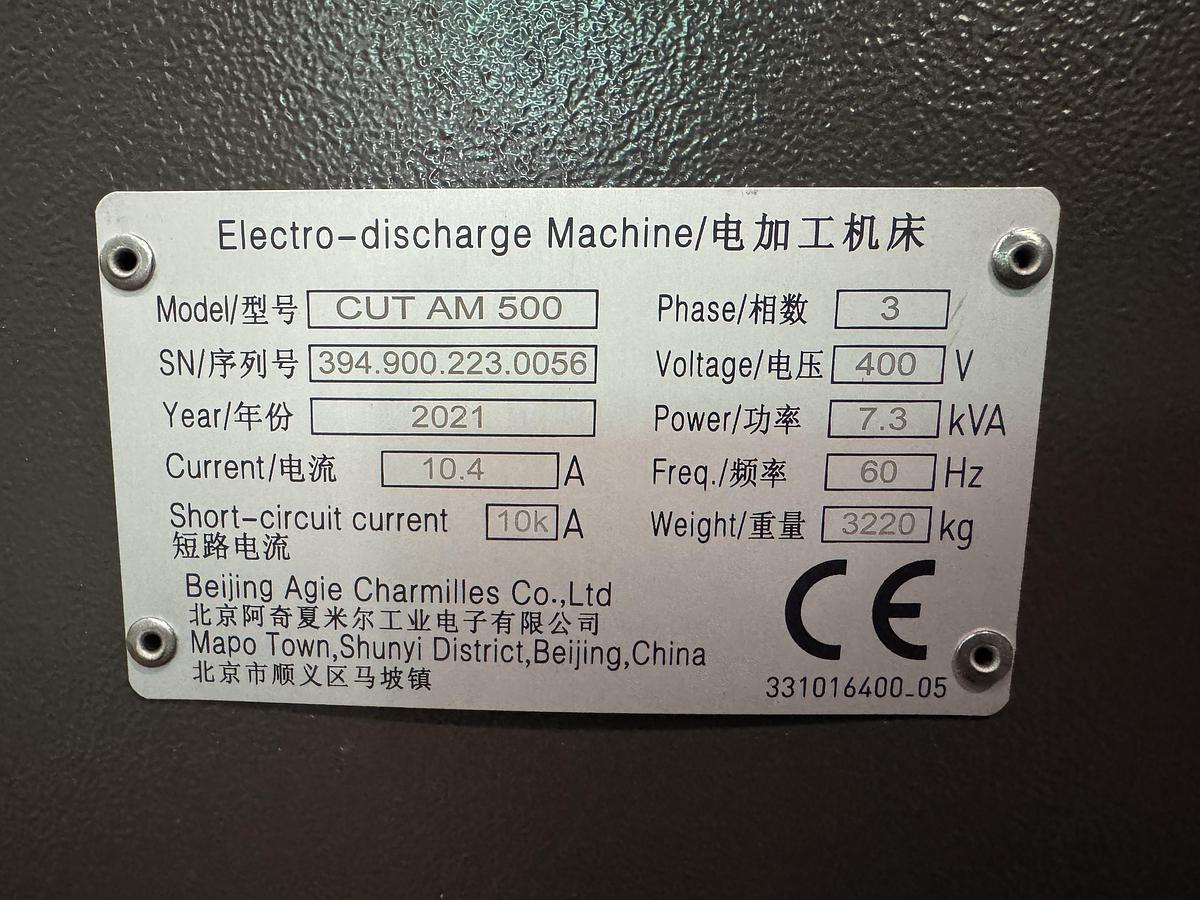 Electro-discharge Machine/电加工机床
Model/型号 CUT AM 500
Phase/相数 3
SN/序列号 394.900.223.0056
Voltage/电压 400 V
Year/年份 2021
Power/功率 7.3 kVA
Current/电流 10.4 A
Freq./频率 60 Hz
Short-circuit current 10k A
短路电流
Weight/重量 3220 kg
Beijing Agie Charmilles Co.,Ltd
北京阿奇夏米尔工业电子有限公司
Mapo Town,Shunyi District,Beijing,China
北京市顺义区马坡镇
CE
331016400-05